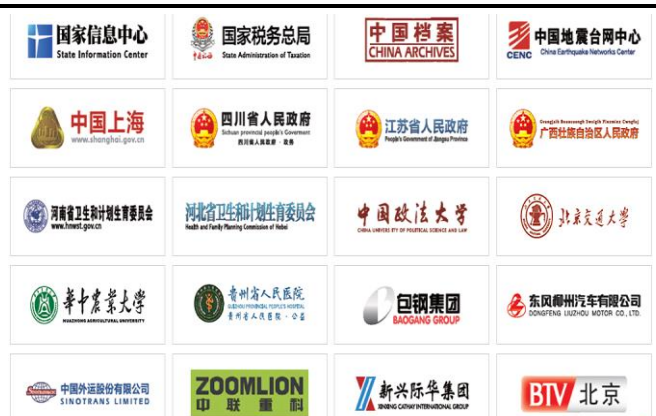 国家信息中心
State Information Center
国家税务总局
State Administration of Taxation
中国档案
CHINA ARCHIVES
CENC
中国地震台网中心
China Earthquake Networks Center
中国上海
www.shanghai.gov.cn
四川省人民政府
Sichuan provincial people's Government
四川省人民政府·政务
江苏省人民政府
People's Government of Jiangsu Province
广西壮族自治区人民政府
河南省卫生和计划生育委员会
www.hnwst.gov.cn
河北省卫生和计划生育委员会
Health and Family Planning Commission of Hebei
中国政法大学
CHINA UNIVERSITY OF POLITICAL SCIENCE AND LAW
北京交通大学
华中农业大学
HUAZHONG AGRICULTURAL UNIVERSITY
贵州省人民医院
GUIZHOU PROVINCIAL PEOPLE'S HOSPITAL
贵州省人民医院·公益
包钢集团
BAOGANG GROUP
东风柳州汽车有限公司
DONGFENG LIUZHOU MOTOR CO., LTD.
Sinotrans
中国外运股份有限公司
SINOTRANS LIMITED
ZOOMLION
中联重科
新兴际华集团
XINXING CATHAY INTERNATIONAL GROUP
BTV 北京